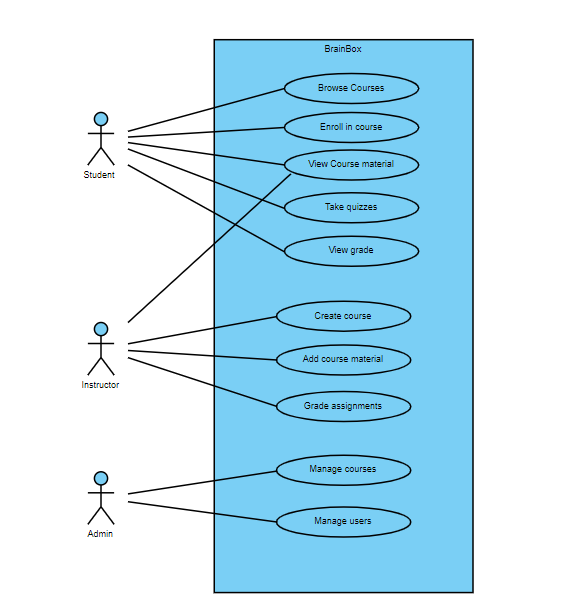 BrainBox
Browse Courses
Enroll in course
View Course material
Student
Take quizzes
View grade
Create course
Add course material
Instructor
Grade assignments
Manage courses
Manage users
Admin